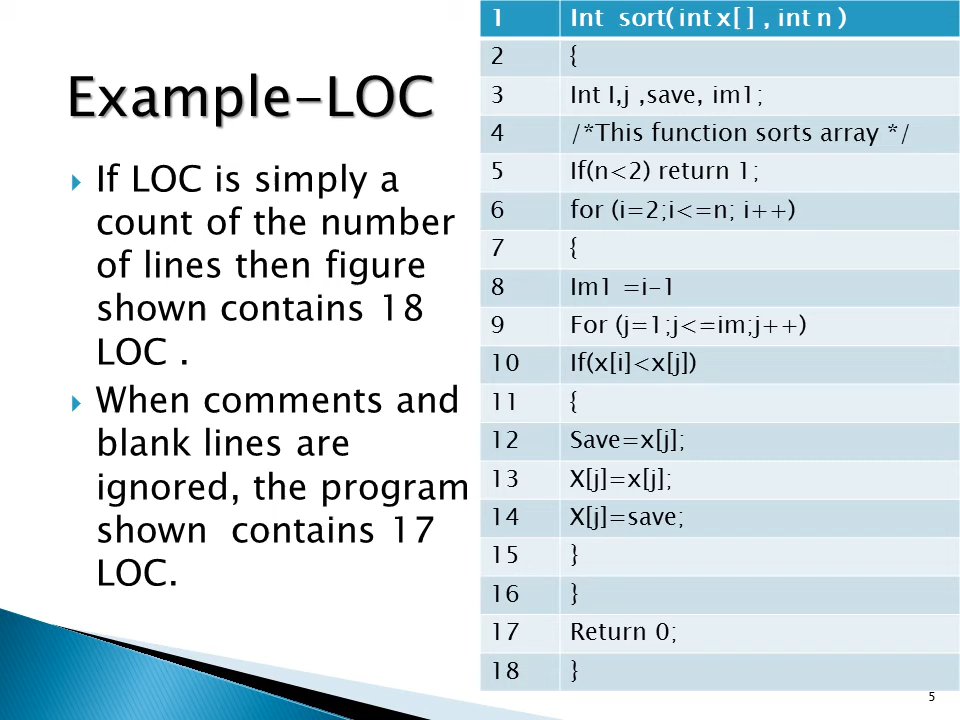 Example-LOC
If LOC is simply a
count of the number
of lines then figure
shown contains 18
LOC .
When comments and
blank lines are
ignored, the program
shown contains 17
LOC.
1 Int sort( int x[ ] , int n )
2 {
3 Int I,j ,save, im1;
4 /*This function sorts array */
5 If(n<2) return 1;
6 for (i=2;i<=n; i++)
7 {
8 Im1 =i-1
9 For (j=1;j<=im;j++)
10 If(x[i]<x[j])
11 {
12 Save=x[j];
13 X[j]=x[j];
14 X[j]=save;
15 }
16 }
17 Return 0;
18 }
5